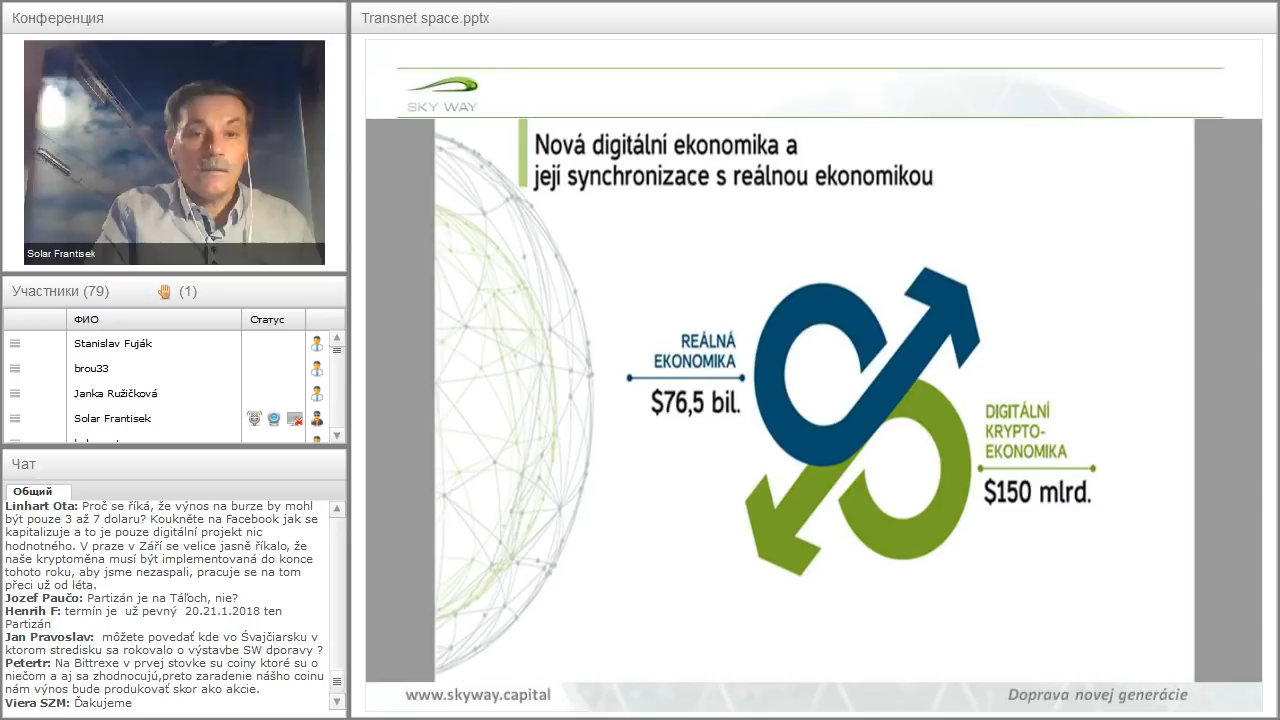 Конференция
Solar Frantisek
Участники (79)
(1)
ФИО
Статус
Stanislav Fuják
brou33
Janka Ružičková
Solar Frantisek
Чат
Общий
Linhart Ota: Proč se říká, že výnos na burze by mohl
být pouze 3 až 7 dolaru? Koukněte na Facebook jak se
kapitalizuje a to je pouze digitální projekt nic
hodnotného. V praze v Září se velice jasně říkalo, že
naše kryptoměna musí být implementovaná do konce
tohoto roku, aby jsme nezaspali, pracuje se na tom
přeci už od léta.
Jozef Paučo: Partizán je na Táľoch, nie?
Henrih F: termín je už pevný 20.21.1.2018 ten
Partizán
Jan Pravoslav: môžete povedať kde vo Švajčiarsku v
ktorom stredisku sa rokovalo o výstavbe SW dporavy ?
Petertr: Na Bittrexe v prvej stovke su coiny ktoré su o
niečom a aj sa zhodnocujú,preto zaradenie nášho coinu
nám výnos bude produkovať skor ako akcie.
Viera SZM: Ďakujeme
Transnet space.pptx
SKY WAY
Nová digitální ekonomika a
její synchronizace s reálnou ekonomikou
REÁLNÁ
EKONOMIKA
$76,5 bil.
DIGITÁLNÍ
KRYPTO-
EKONOMIKA
$150 mlrd.
www.skyway.capital
Doprava novej generácie